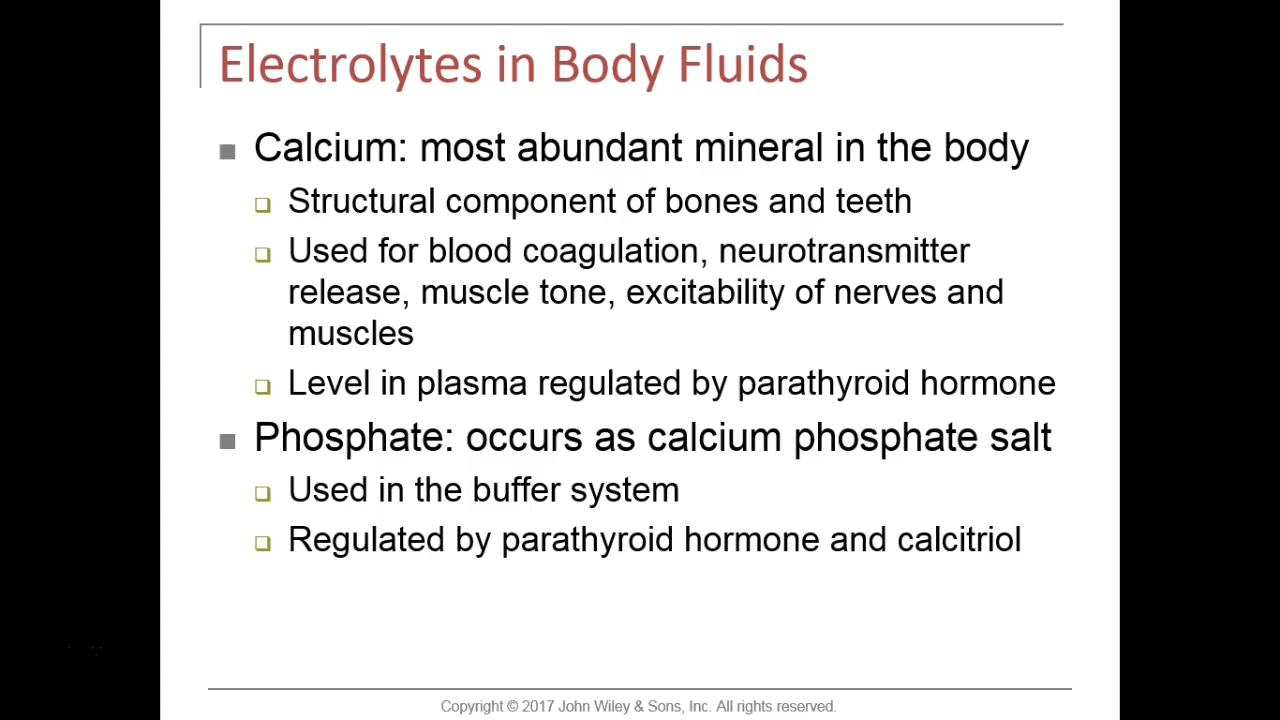 Electrolytes in Body Fluids
Calcium: most abundant mineral in the body
Structural component of bones and teeth
Used for blood coagulation, neurotransmitter
release, muscle tone, excitability of nerves and
muscles
Level in plasma regulated by parathyroid hormone
Phosphate: occurs as calcium phosphate salt
Used in the buffer system
Regulated by parathyroid hormone and calcitriol
Copyright © 2017 John Wiley & Sons, Inc. All rights reserved.